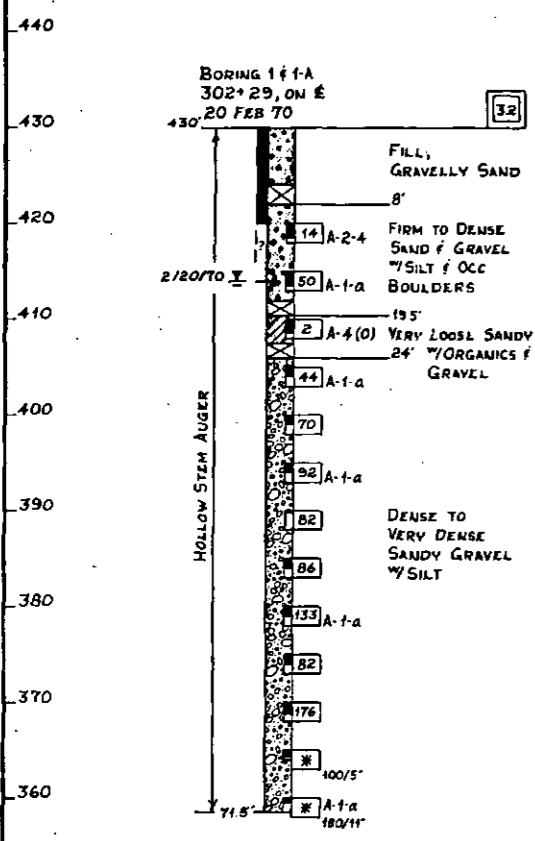 440
BORING 1 & 1-A
302+29, ON ℄
20 FEB 70
32
430
430'
FILL,
GRAVELLY SAND
8'
420
14 A-2-4
FIRM TO DENSE
SAND & GRAVEL
W/SILT & OCC
BOULDERS
?
2/20/70
50 A-1-a
410
19.5'
2 A-4(0)
VERY LOOSE SANDY
24' W/ORGANICS &
GRAVEL
44 A-1-a
400
70
HOLLOW STEM AUGER
92 A-1-a
390
82
DENSE TO
VERY DENSE
SANDY GRAVEL
W/SILT
86
380
133 A-1-a
82
370
176
*
100/5"
360
71.5'
* A-1-a
180/11"